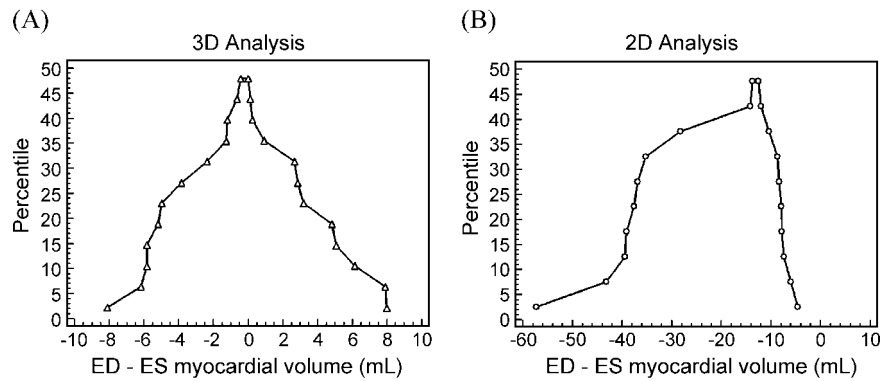 (A)
3D Analysis
50
45
40
35
30
25
20
15
10
5
0
Percentile
-10 -8 -6 -4 -2 0 2 4 6 8 10
ED - ES myocardial volume (mL)
(B)
2D Analysis
50
45
40
35
30
25
20
15
10
5
0
Percentile
-60 -50 -40 -30 -20 -10 0 10
ED - ES myocardial volume (mL)